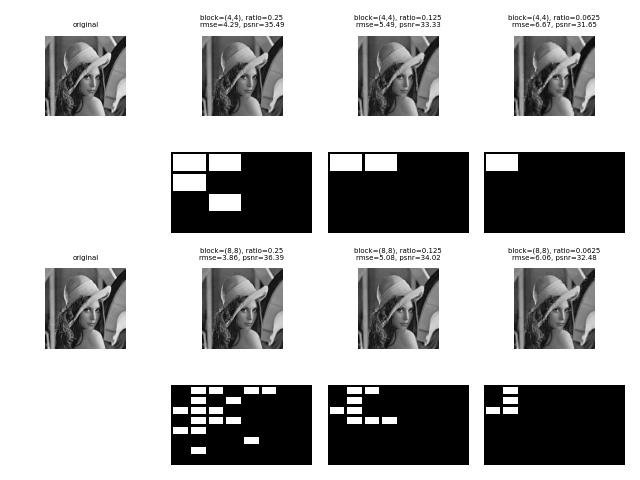 original
block=(4,4), ratio=0.25
rmse=4.29, psnr=35.49
block=(4,4), ratio=0.125
rmse=5.49, psnr=33.33
block=(4,4), ratio=0.0625
rmse=6.67, psnr=31.65
original
block=(8,8), ratio=0.25
rmse=3.86, psnr=36.39
block=(8,8), ratio=0.125
rmse=5.08, psnr=34.02
block=(8,8), ratio=0.0625
rmse=6.06, psnr=32.48